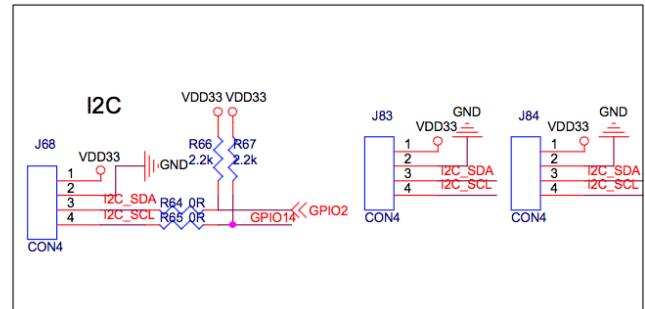 I2C
J68
1
2
3
4
CON4
VDD33
GND
I2C_SDA
I2C_SCL
R64 0R
R65 0R
VDD33 VDD33
R66
2.2k
R67
2.2k
GPIO14
GPIO2
J83
1
2
3
4
CON4
VDD33
GND
I2C_SDA
I2C_SCL
J84
1
2
3
4
CON4
VDD33
GND
I2C_SDA
I2C_SCL